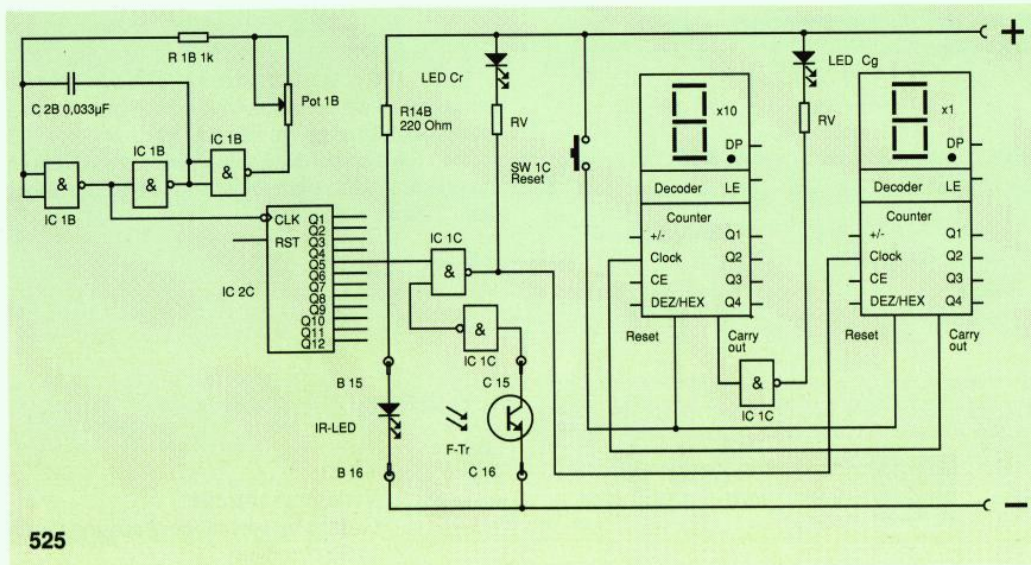 +
R 1B 1k
LED Cr
LED Cg
C 2B 0,033µF
Pot 1B
R14B
220 Ohm
RV
RV
x10
x1
DP
DP
SW 1C
Reset
IC 1B
IC 1B
&
&
&
IC 1B
Decoder LE
Decoder LE
Counter
Counter
+/- Q1
+/- Q1
Clock Q2
Clock Q2
CE Q3
CE Q3
DEZ/HEX Q4
DEZ/HEX Q4
CLK
RST
Q1
Q2
Q3
Q4
Q5
Q6
Q7
Q8
Q9
Q10
Q11
Q12
IC 2C
IC 1C
&
&
IC 1C
Reset
Carry
out
Reset
Carry
out
&
IC 1C
B 15
C 15
IR-LED
F-Tr
B 16
C 16
−
525